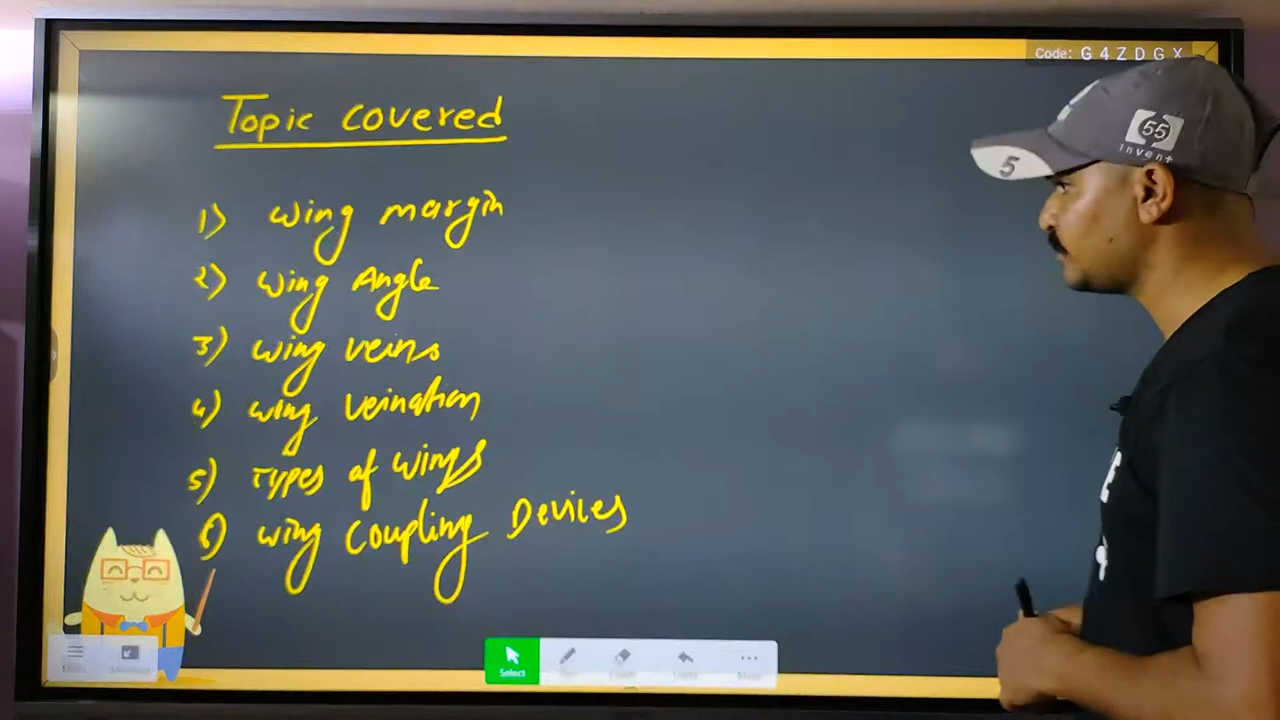 Code: G 4 Z D G X
Topic covered
1) wing margin
2) wing Angle
3) wing veins
4) wing veination
5) Types of wings
6) wing coupling Devices
55
invent
5
Select